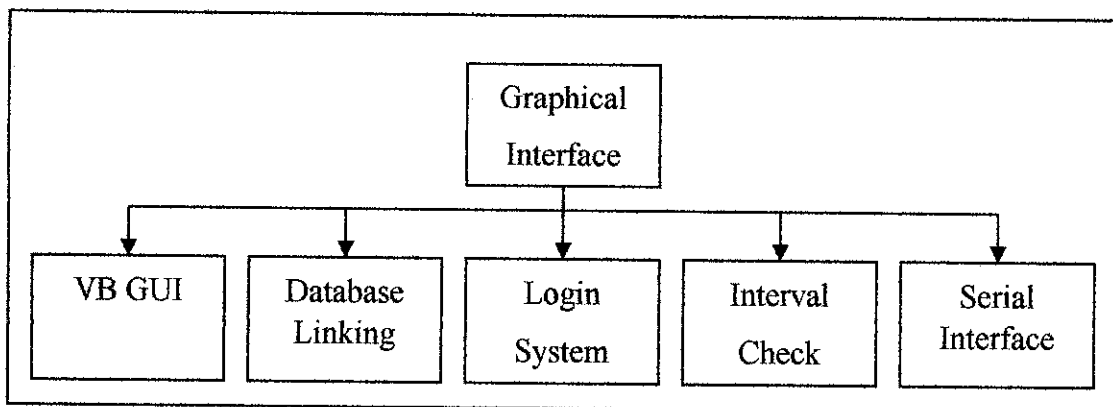 Graphical
Interface
VB GUI
Database
Linking
Login
System
Interval
Check
Serial
Interface